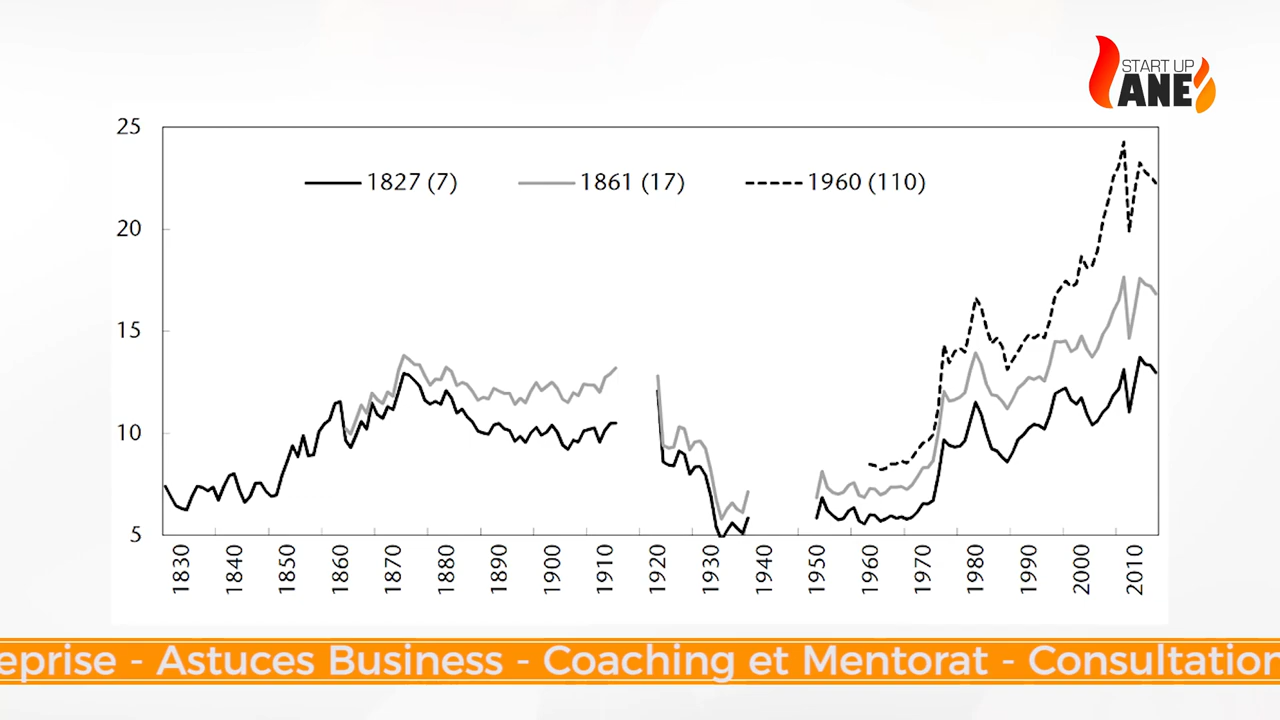 START UP
ANE
25
1827 (7) 1861 (17) 1960 (110)
20
15
10
5
1830 1840 1850 1860 1870 1880 1890 1900 1910 1920 1930 1940 1950 1960 1970 1980 1990 2000 2010
eprise - Astuces Business - Coaching et Mentorat - Consultation